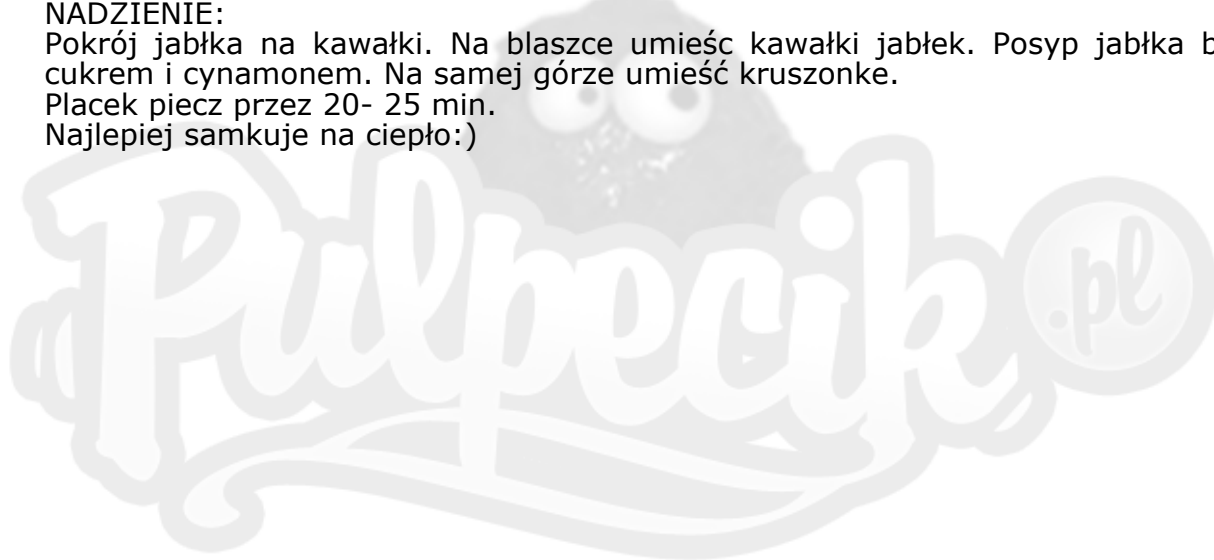 NADZIENIE:
Pokrój jabłka na kawałki. Na blaszce umieśc kawałki jabłek. Posyp jabłka b
cukrem i cynamonem. Na samej górze umieść kruszonke.
Placek piecz przez 20- 25 min.
Najlepiej samkuje na ciepło:)
Pulpecik .pl